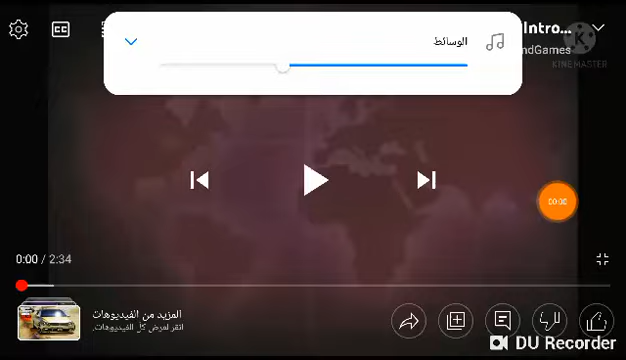 الوسائط
Intro...
ndGames
KINEMASTER
00:00
0:00 / 2:34
المزيد من الفيديوهات
انقر لعرض كل الفيديوهات.
DU Recorder